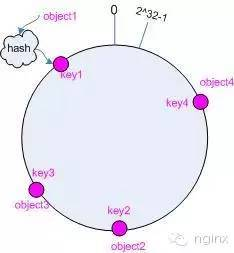 object1
0
2^32-1
hash
key1
object4
key4
key3
object3
key2
object2
nginx